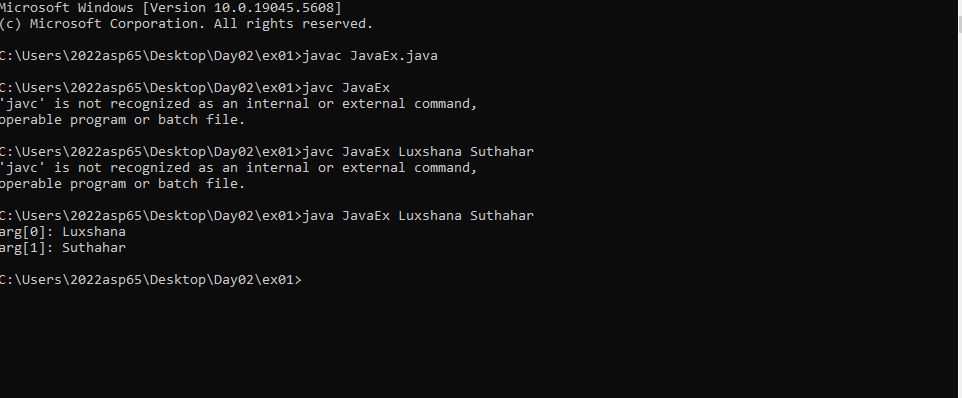 Microsoft Windows [Version 10.0.19045.5608]
(c) Microsoft Corporation. All rights reserved.
C:\Users\2022asp65\Desktop\Day02\ex01>javac JavaEx.java
C:\Users\2022asp65\Desktop\Day02\ex01>javc JavaEx
'javc' is not recognized as an internal or external command,
operable program or batch file.
C:\Users\2022asp65\Desktop\Day02\ex01>javc JavaEx Luxshana Suthahar
'javc' is not recognized as an internal or external command,
operable program or batch file.
C:\Users\2022asp65\Desktop\Day02\ex01>java JavaEx Luxshana Suthahar
arg[0]: Luxshana
arg[1]: Suthahar
C:\Users\2022asp65\Desktop\Day02\ex01>